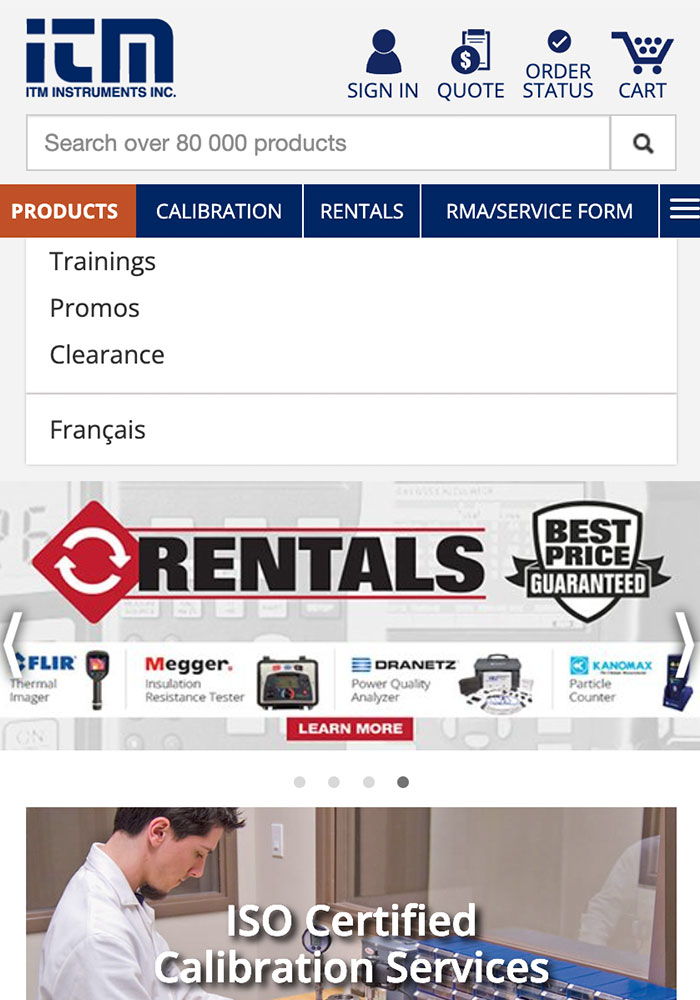 itm
ITM INSTRUMENTS INC.
SIGN IN
QUOTE
ORDER
STATUS
CART
Search over 80 000 products
PRODUCTS
CALIBRATION
RENTALS
RMA/SERVICE FORM
Trainings
Promos
Clearance
Français
RENTALS
BEST
PRICE
GUARANTEED
FLIR
Thermal
Imager
Megger.
Insulation
Resistance Tester
DRANETZ
Power Quality
Analyzer
KANOMAX
Particle
Counter
ON
LEARN MORE
ISO Certified
Calibration Services